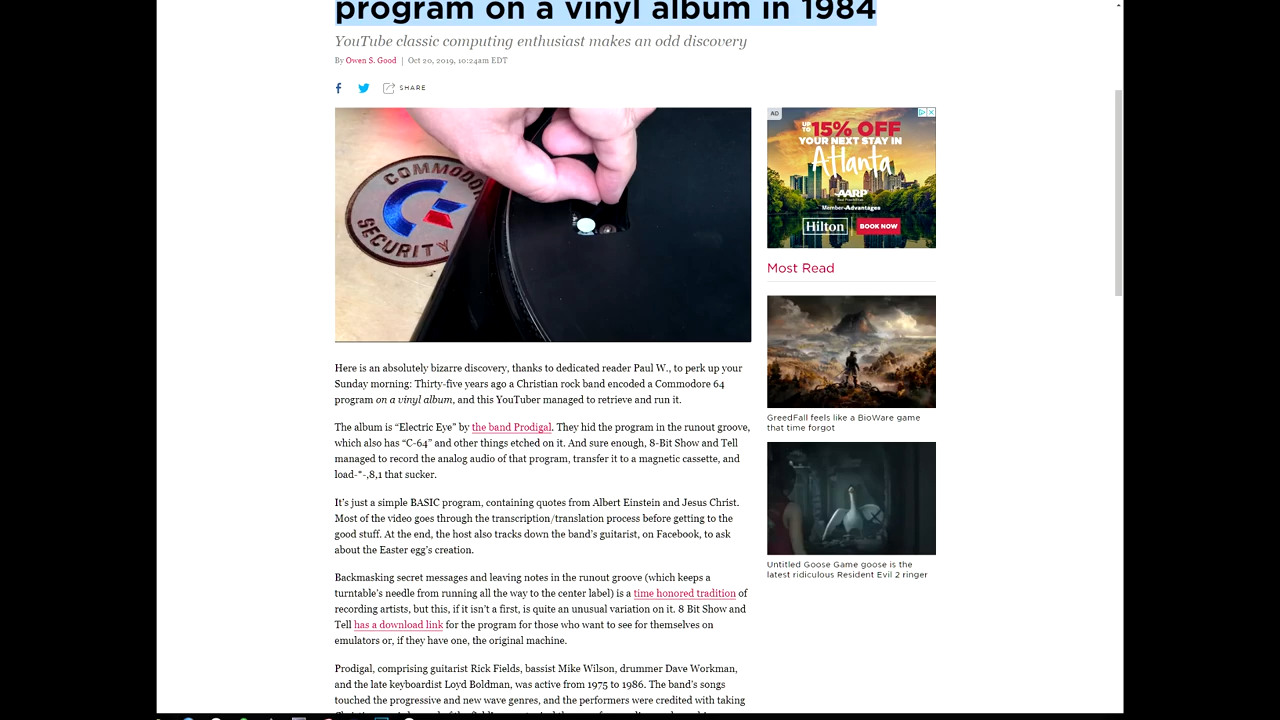 program on a vinyl album in 1984
YouTube classic computing enthusiast makes an odd discovery
By Owen S. Good | Oct 20, 2019, 10:24am EDT
SHARE
COMMODO
SECURITY
AD
UP TO 15% OFF
YOUR NEXT STAY IN
Atlanta
AARP
Real Possibilities
Member Advantages
Hilton
BOOK NOW
Most Read
GreedFall feels like a BioWare game
that time forgot
Untitled Goose Game goose is the
latest ridiculous Resident Evil 2 ringer
Here is an absolutely bizarre discovery, thanks to dedicated reader Paul W., to perk up your
Sunday morning: Thirty-five years ago a Christian rock band encoded a Commodore 64
program on a vinyl album, and this YouTuber managed to retrieve and run it.
The album is “Electric Eye” by the band Prodigal. They hid the program in the runout groove,
which also has “C-64” and other things etched on it. And sure enough, 8-Bit Show and Tell
managed to record the analog audio of that program, transfer it to a magnetic cassette, and
load-"*-,8,1 that sucker.
It’s just a simple BASIC program, containing quotes from Albert Einstein and Jesus Christ.
Most of the video goes through the transcription/translation process before getting to the
good stuff. At the end, the host also tracks down the band’s guitarist, on Facebook, to ask
about the Easter egg’s creation.
Backmasking secret messages and leaving notes in the runout groove (which keeps a
turntable’s needle from running all the way to the center label) is a time honored tradition of
recording artists, but this, if it isn’t a first, is quite an unusual variation on it. 8 Bit Show and
Tell has a download link for the program for those who want to see for themselves on
emulators or, if they have one, the original machine.
Prodigal, comprising guitarist Rick Fields, bassist Mike Wilson, drummer Dave Workman,
and the late keyboardist Loyd Boldman, was active from 1975 to 1986. The band’s songs
touched the progressive and new wave genres, and the performers were credited with taking